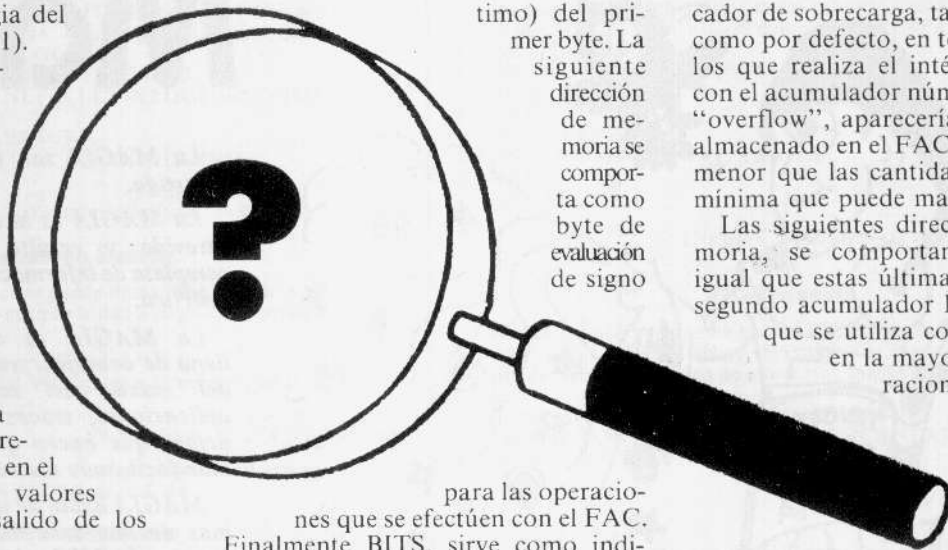 gia del
1).
re-
en el
valores
salido de los
?
timo) del pri-
mer byte. La
siguiente
dirección
de me-
moria se
compor-
ta como
byte de
evaluación
de signo
para las operacio-
nes que se efectúen con el FAC.
Finalmente BITS, sirve como indi-
cador de sobrecarga, ta
como por defecto, en to
los que realiza el inté
con el acumulador núm
“overflow”, aparecería
almacenado en el FAC
menor que las cantida
mínima que puede ma
Las siguientes direc
moria, se comportan
igual que estas última
segundo acumulador
que se utiliza co
en la mayo
racion